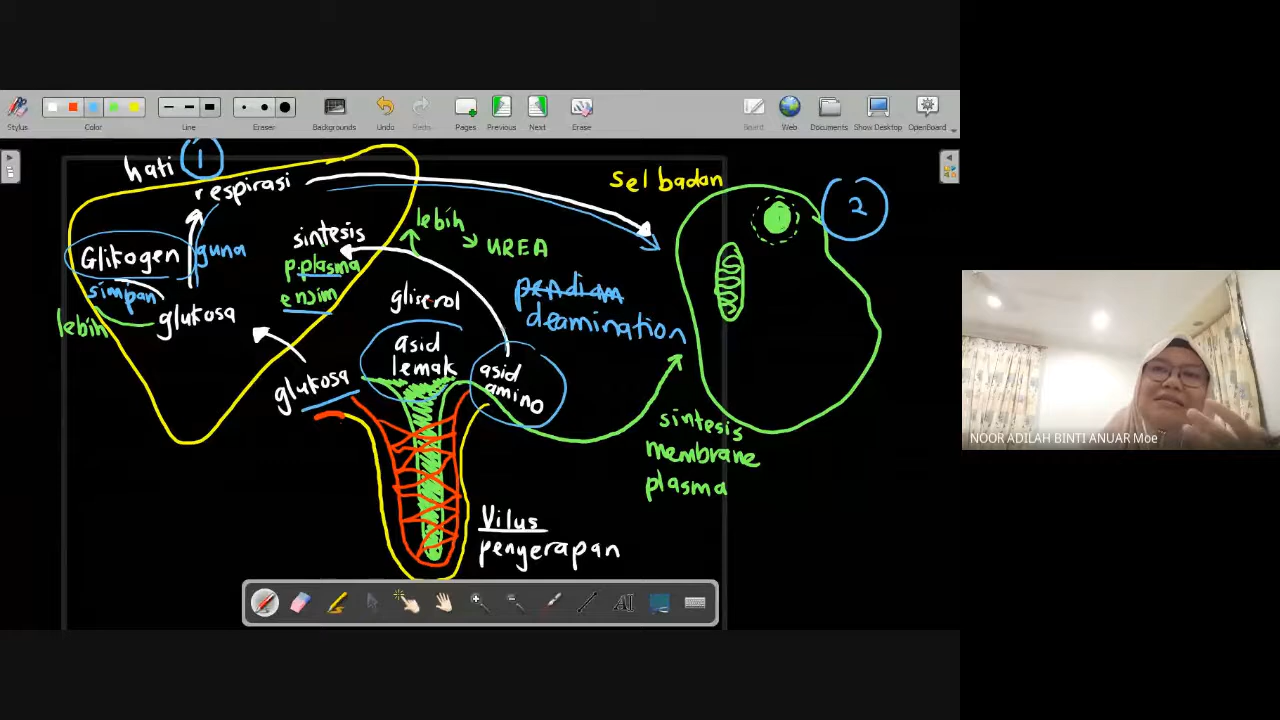 Stylus
Color
Line
Eraser
Backgrounds
Undo
Redo
Pages
Previous
Next
Erase
Board
Web
Documents
Show Desktop
OpenBoard
hati 1
respirasi
Glikogen
guna
simpan
lebih
glukosa
sintesis
p.plasma
ensim
lebih
UREA
gliserol
asid
lemak
glukosa
asid
amino
deamination
sel badan
2
sintesis
membrane
plasma
Vilus
penyerapan
AI
NOOR ADILAH BINTI ANUAR Moe